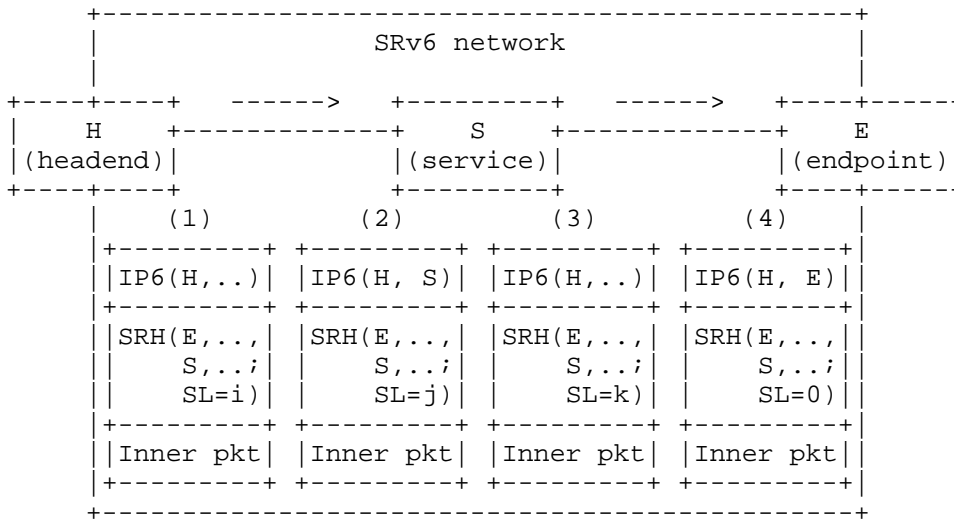 SRv6 network
------> ------>
H S E
(headend) (service) (endpoint)
(1) (2) (3) (4)
IP6(H,..) IP6(H, S) IP6(H,..) IP6(H, E)
SRH(E,.., SRH(E,.., SRH(E,.., SRH(E,..,
S,..; S,..; S,..; S,..;
SL=i) SL=j) SL=k) SL=0)
Inner pkt Inner pkt Inner pkt Inner pkt